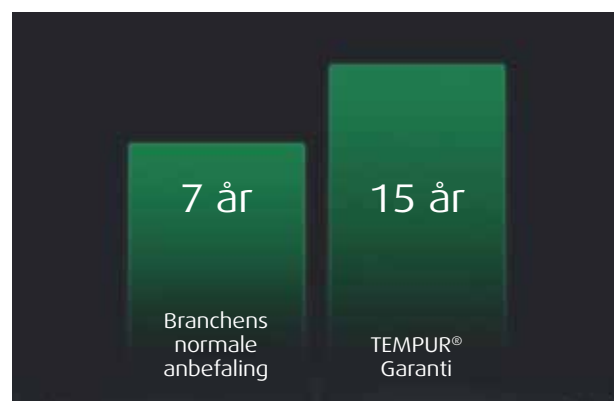 7 år
Branchens
normale
anbefaling
15 år
TEMPUR®
Garanti